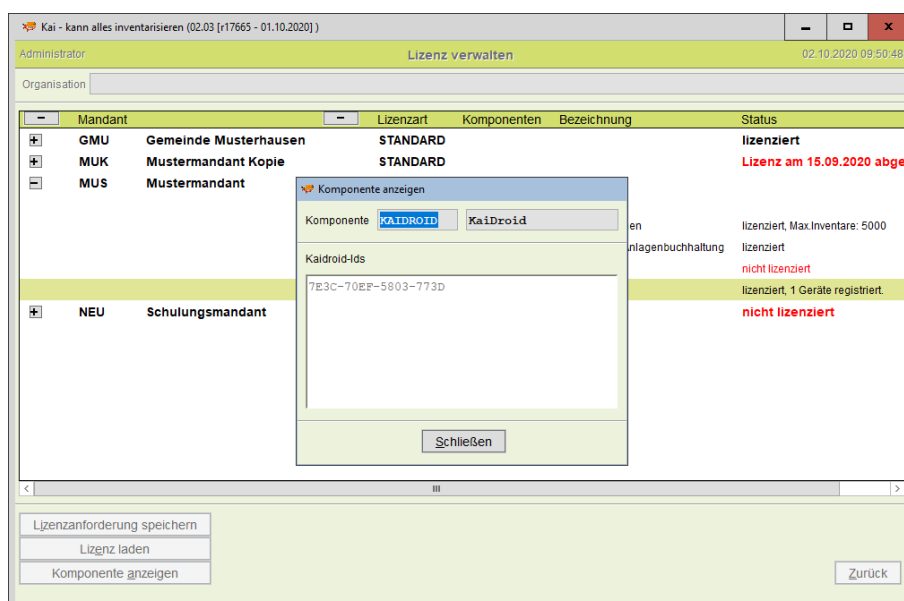 Kai - kann alles inventarisieren (02.03 [r17665 - 01.10.2020] )
Administrator Lizenz verwalten 02.10.2020 09:50:48
Organisation
Mandant Lizenzart Komponenten Bezeichnung Status
GMU Gemeinde Musterhausen STANDARD lizenziert
MUK Mustermandant Kopie STANDARD Lizenz am 15.09.2020 abge
MUS Mustermandant
Komponente anzeigen
Komponente KAIDROID KaiDroid
en lizenziert, Max.Inventare: 5000
nlagenbuchhaltung lizenziert
Kaidroid-Ids
nicht lizenziert
7E3C-70EF-5803-773D
lizenziert, 1 Geräte registriert.
NEU Schulungsmandant nicht lizenziert
Schließen
Lizenzanforderung speichern
Lizenz laden
Komponente anzeigen
Zurück